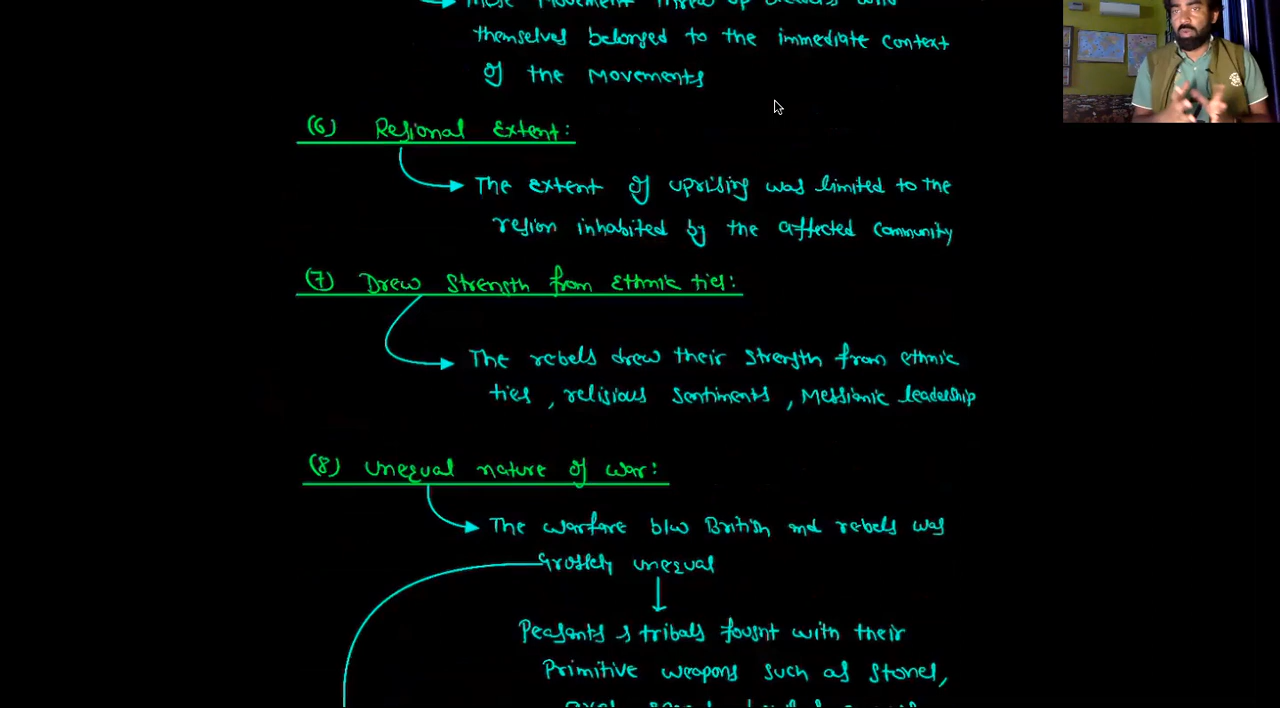 themselves belonged to the immediate context
of the Movements
(6) Regional Extent:
The extent of uprising was limited to the
region inhabited by the affected community
(7) Drew strength from Ethnic ties:
The rebels drew their strength from ethnic
ties, religious sentiments, Messianic leadership
(8) Unequal nature of war:
The warfare b/w British and rebels was
Grossly unequal
Peasants & tribals fought with their
Primitive weapons such as stones,